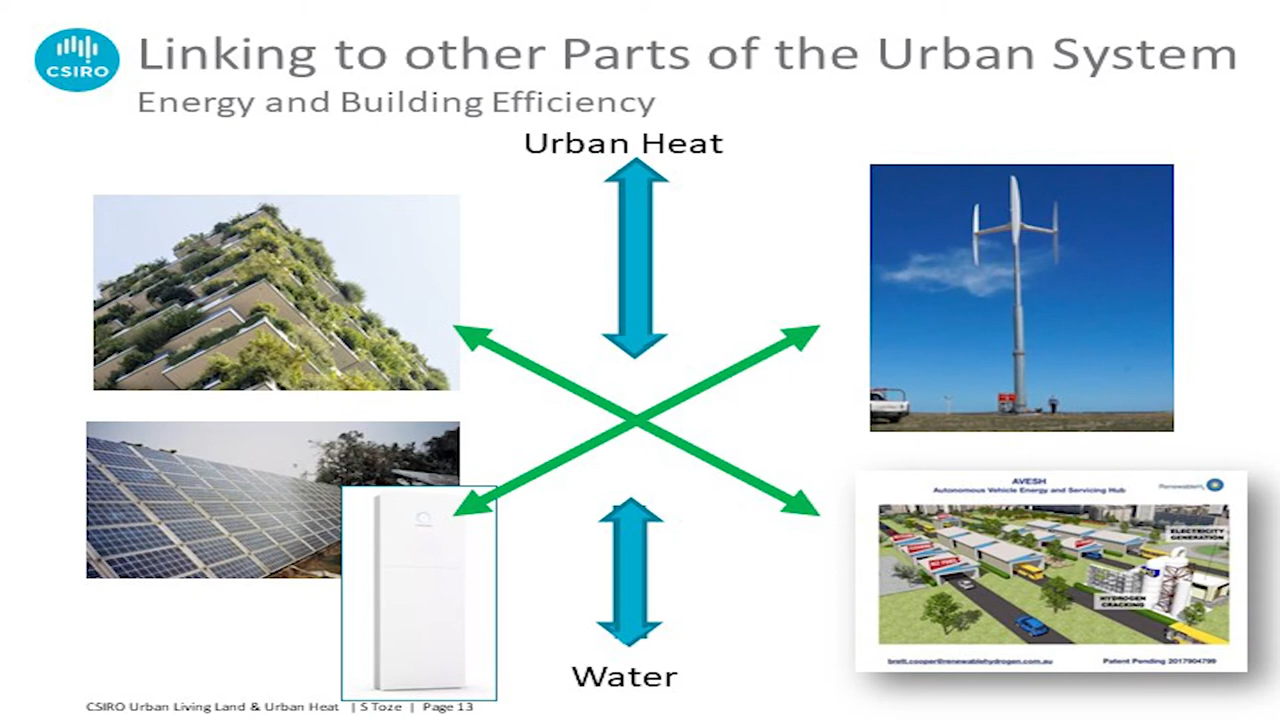 CSIRO
Linking to other Parts of the Urban System
Energy and Building Efficiency
Urban Heat
AVESH
Autonomous Vehicle Energy and Servicing Hub
ELECTRICITY
GENERATION
HYDROGEN
CRACKING
brett.cooper@renewablehydrogen.com.au
Patent Pending 2017904799
Water
CSIRO Urban Living Land & Urban Heat | S Toze | Page 13